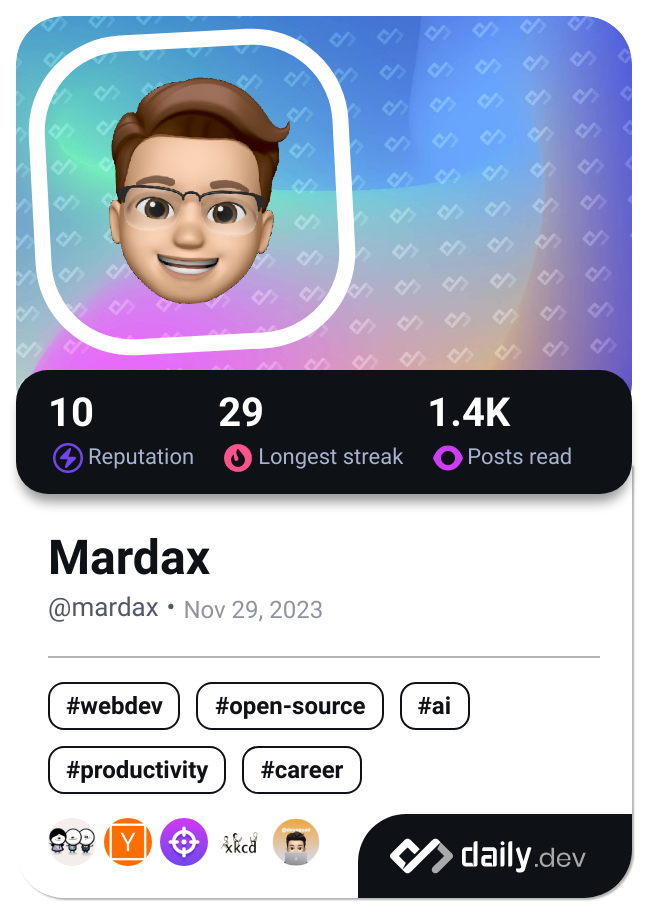 10 29 1.4K
Reputation Longest streak Posts read
Mardax
@mardax • Nov 29, 2023
#webdev #open-source #ai
#productivity #career
Y xkcd
daily.dev